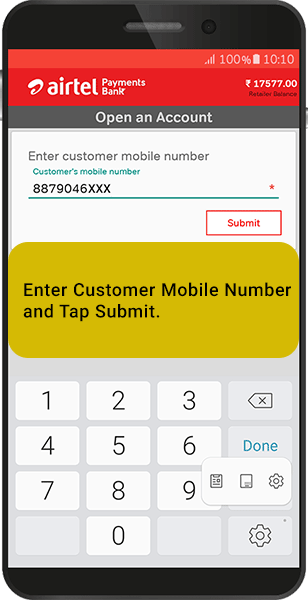 100% 10:10
airtel Payments Bank
₹ 17577.00
Retailer Balance
Open an Account
Enter customer mobile number
Customer's mobile number
8879046XXX *
Submit
Enter Customer Mobile Number
and Tap Submit.
1 2 3
4 5 6 Done
7 8 9
0